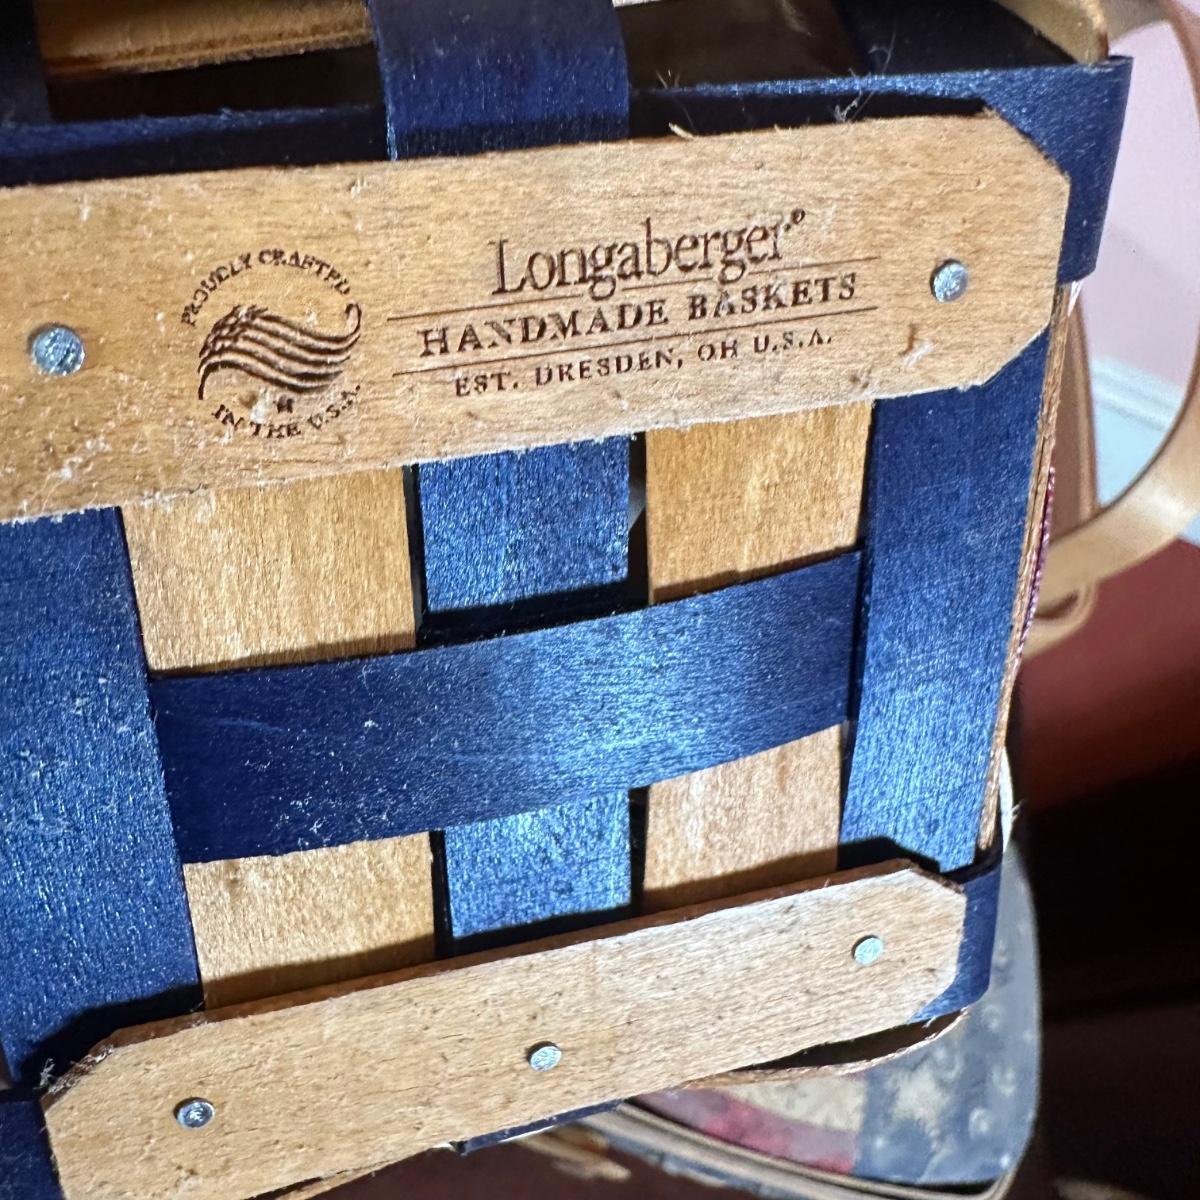 PROUDLY CRAFTED
IN THE U.S.A.
Longaberger®
HANDMADE BASKETS
EST. DRESDEN, OH U.S.A.